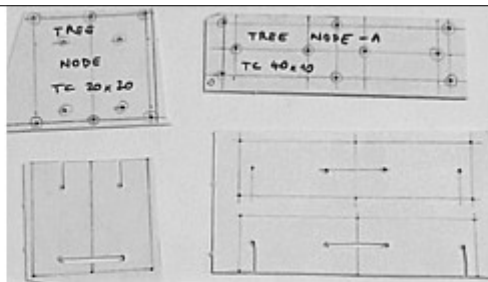 TREE
NODE
TC 20x20
TREE NODE -A
TC 40x10